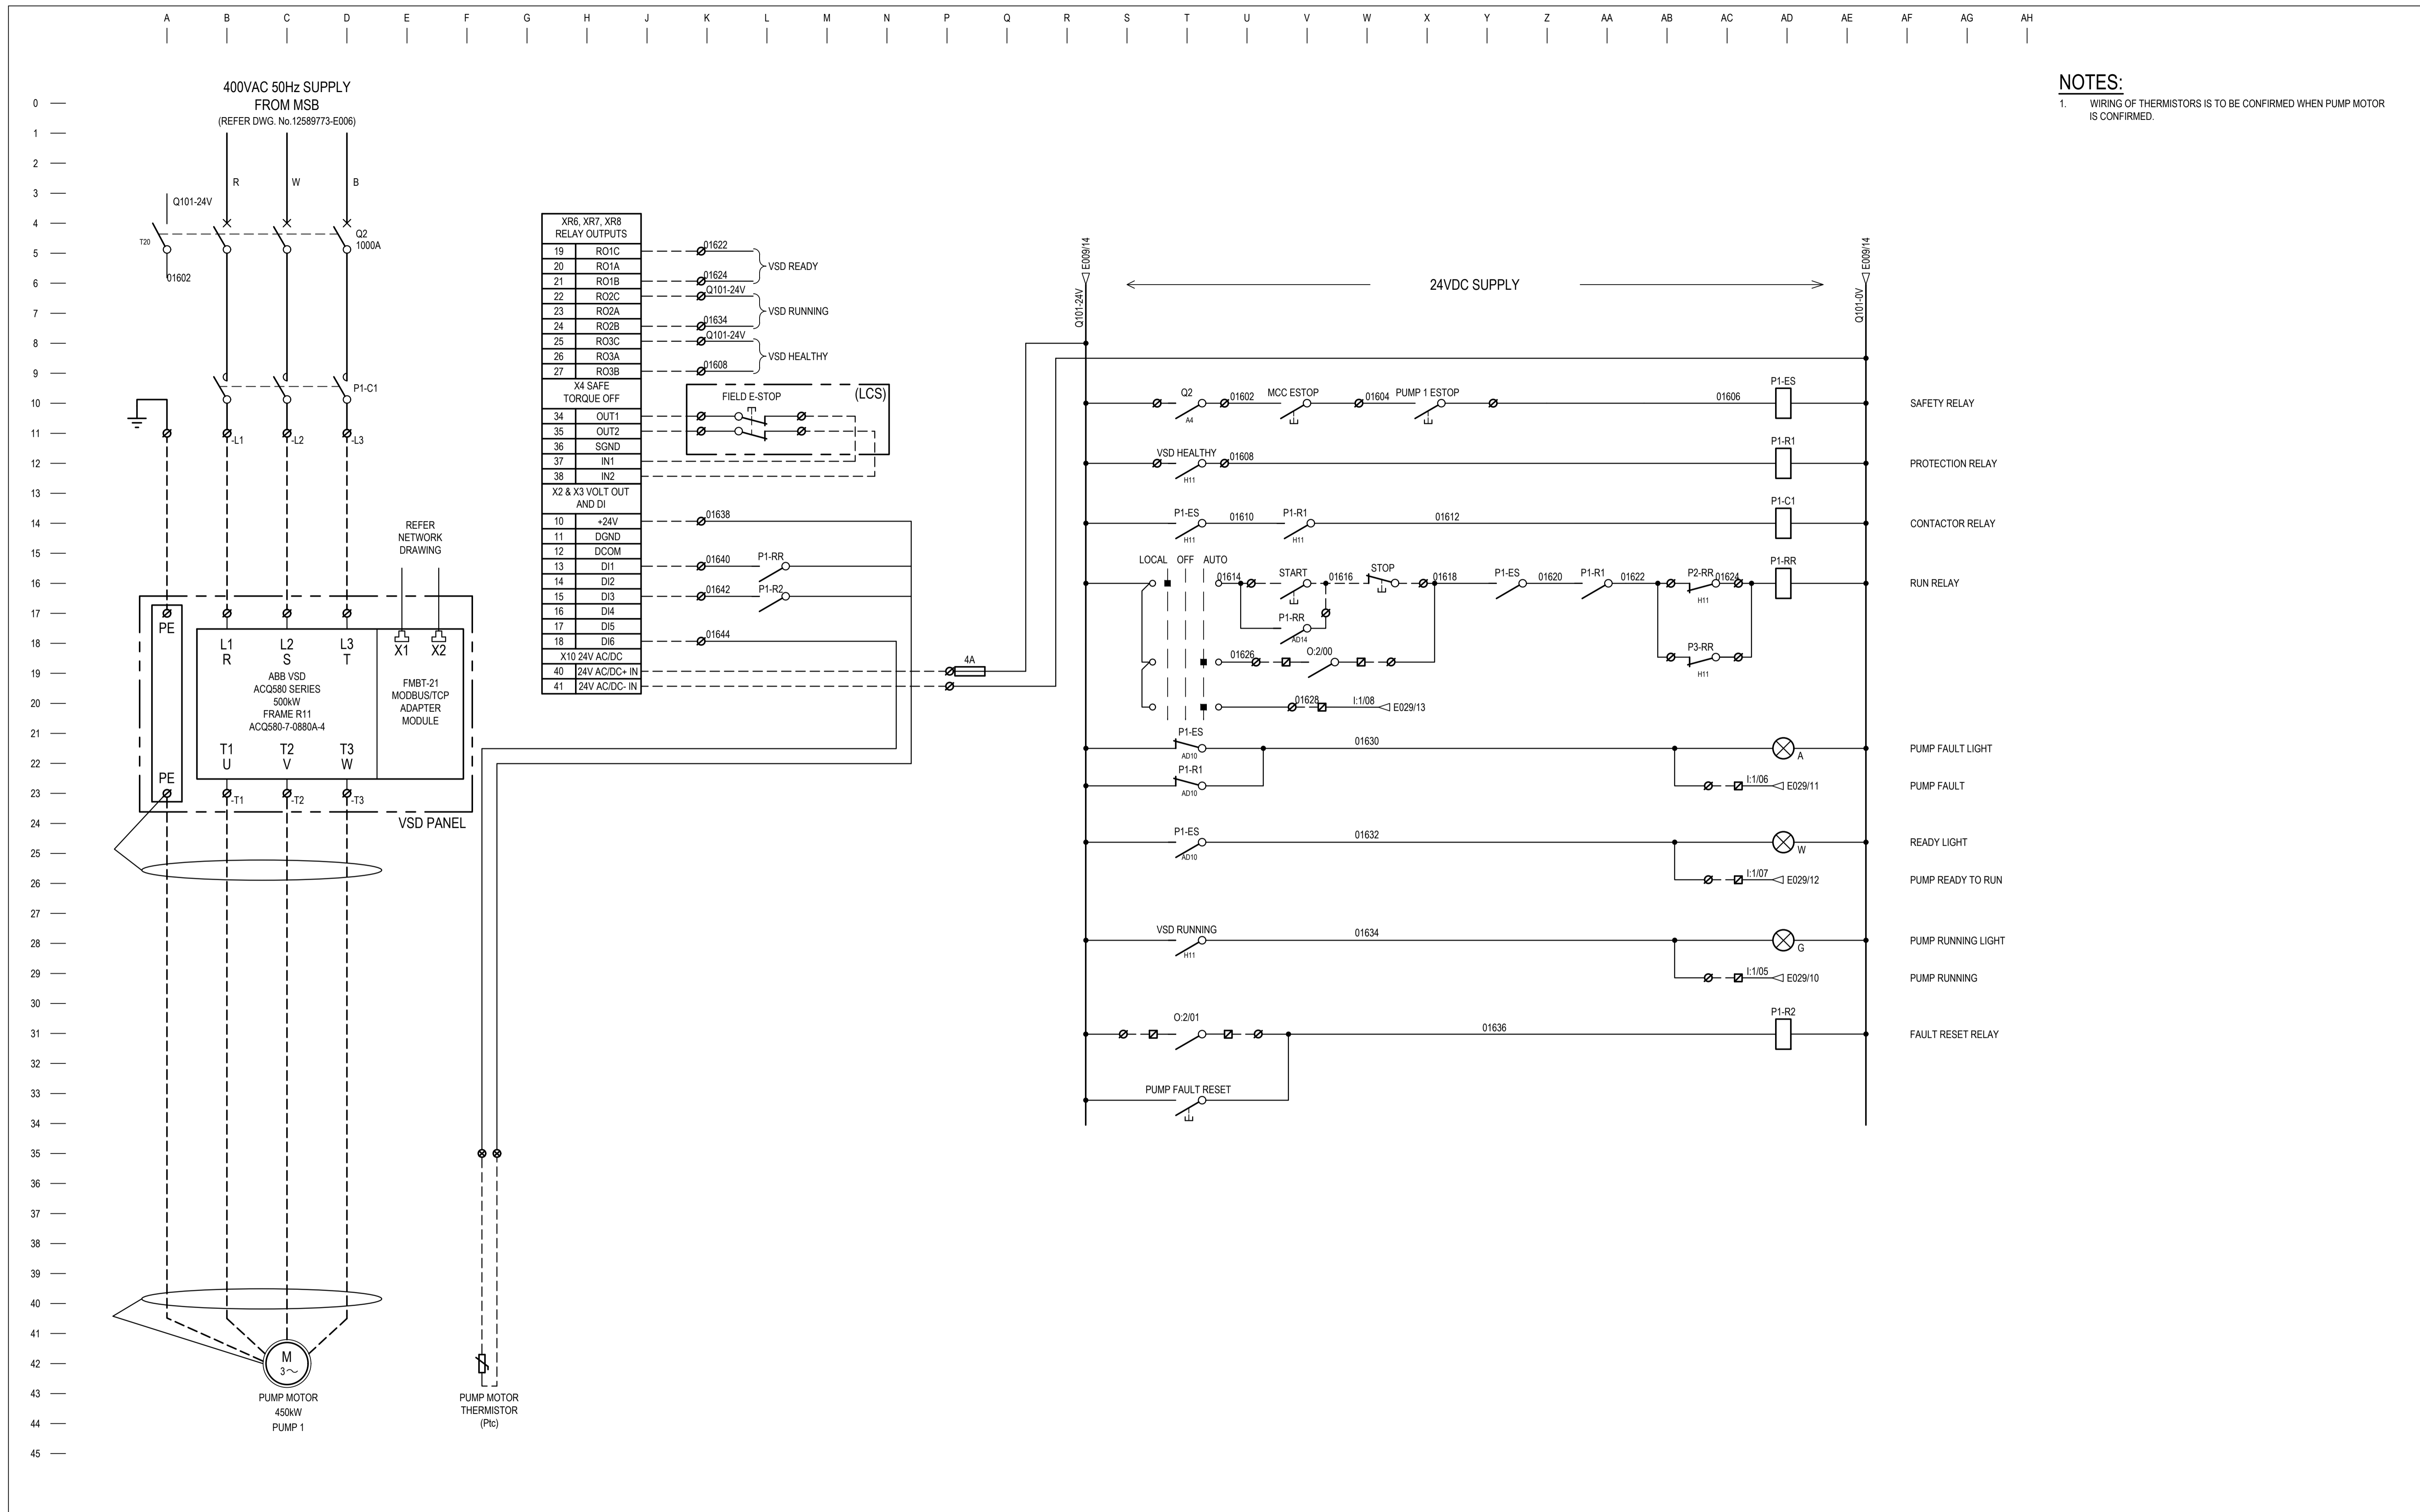 A B C D E F G H J K L M N P Q R S T U V W X Y Z AA AB AC AD AE AF AG AH
0
1
2
3
4
5
6
7
8
9
10
11
12
13
14
15
16
17
18
19
20
21
22
23
24
25
26
27
28
29
30
31
32
33
34
35
36
37
38
39
40
41
42
43
44
45
400VAC 50Hz SUPPLY
FROM MSB
(REFER DWG. No.12589773-E006)
R W B
Q101-24V
T20
01602
Q2
1000A
P1-C1
-L1 -L2 -L3
REFER
NETWORK
DRAWING
PE
L1 L2 L3
R S T
X1 X2
ABB VSD
ACQ580 SERIES
500kW
FRAME R11
ACQ580-7-0880A-4
FMBT-21
MODBUS/TCP
ADAPTER
MODULE
T1 T2 T3
U V W
PE
-T1 -T2 -T3
VSD PANEL
M
3~
PUMP MOTOR
450kW
PUMP 1
PUMP MOTOR
THERMISTOR
(Ptc)
XR6, XR7, XR8
RELAY OUTPUTS
19 RO1C
20 RO1A
21 RO1B
22 RO2C
23 RO2A
24 RO2B
25 RO3C
26 RO3A
27 RO3B
X4 SAFE
TORQUE OFF
34 OUT1
35 OUT2
36 SGND
37 IN1
38 IN2
X2 & X3 VOLT OUT
AND DI
10 +24V
11 DGND
12 DCOM
13 DI1
14 DI2
15 DI3
16 DI4
17 DI5
18 DI6
X10 24V AC/DC
40 24V AC/DC+ IN
41 24V AC/DC- IN
01622
VSD READY
01624
Q101-24V
VSD RUNNING
01634
Q101-24V
VSD HEALTHY
01608
FIELD E-STOP
(LCS)
01638
01640
P1-RR
01642
P1-R2
01644
4A
E009/14
Q101-24V
24VDC SUPPLY
E009/14
Q101-0V
Q2
A4
01602
MCC ESTOP
01604
PUMP 1 ESTOP
01606
P1-ES
SAFETY RELAY
VSD HEALTHY
H11
01608
P1-R1
PROTECTION RELAY
P1-ES
H11
01610
P1-R1
H11
01612
P1-C1
CONTACTOR RELAY
LOCAL OFF AUTO
01614
START
01616
STOP
01618
P1-ES
01620
P1-R1
01622
P2-RR
H11
01624
P1-RR
RUN RELAY
P1-RR
AD14
P3-RR
H11
01626
O:2/00
01628
I:1/08
E029/13
P1-ES
AD10
01630
A
PUMP FAULT LIGHT
P1-R1
AD10
I:1/06
E029/11
PUMP FAULT
P1-ES
AD10
01632
W
READY LIGHT
I:1/07
E029/12
PUMP READY TO RUN
VSD RUNNING
H11
01634
G
PUMP RUNNING LIGHT
I:1/05
E029/10
PUMP RUNNING
O:2/01
01636
P1-R2
FAULT RESET RELAY
PUMP FAULT RESET
NOTES:
1. WIRING OF THERMISTORS IS TO BE CONFIRMED WHEN PUMP MOTOR
IS CONFIRMED.